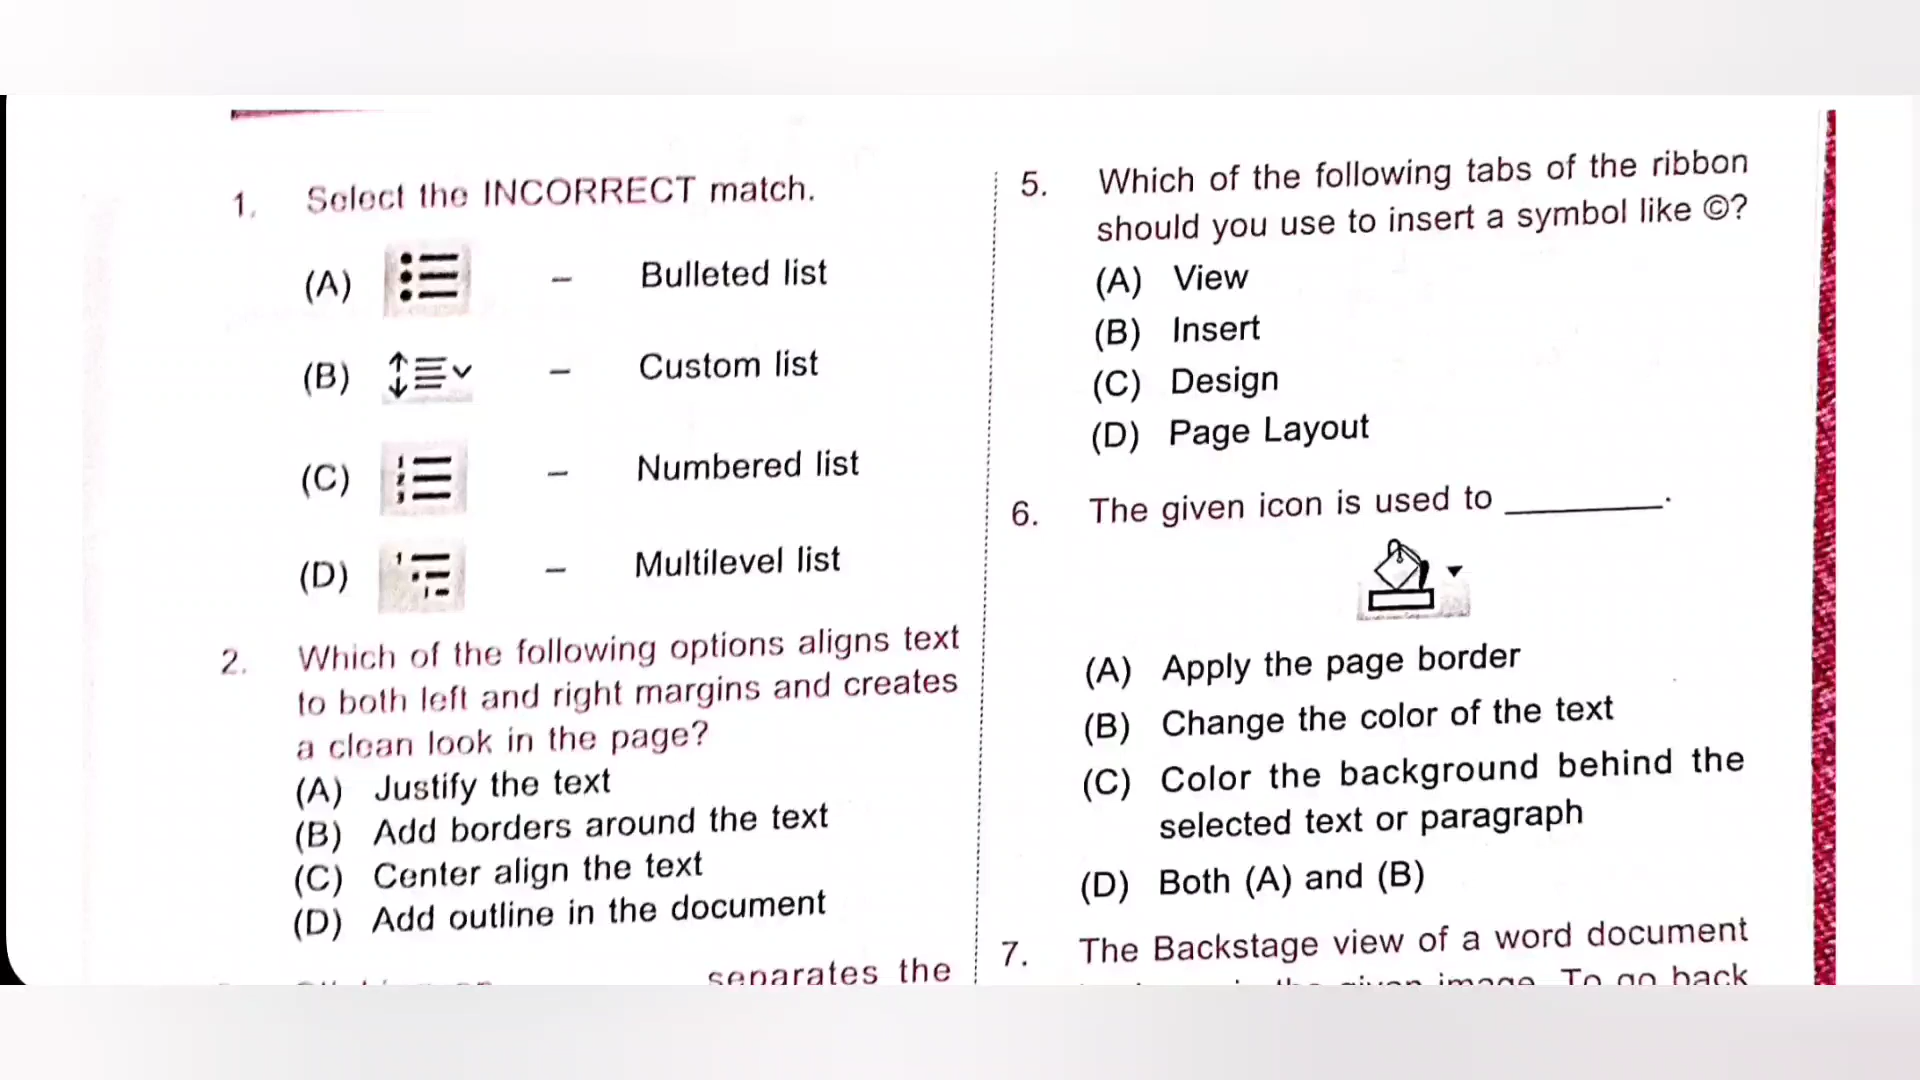 1. Select the INCORRECT match.
(A) – Bulleted list
(B) – Custom list
(C) – Numbered list
(D) – Multilevel list
2. Which of the following options aligns text
to both left and right margins and creates
a clean look in the page?
(A) Justify the text
(B) Add borders around the text
(C) Center align the text
(D) Add outline in the document
separates the
5. Which of the following tabs of the ribbon
should you use to insert a symbol like ©?
(A) View
(B) Insert
(C) Design
(D) Page Layout
6. The given icon is used to ________.
(A) Apply the page border
(B) Change the color of the text
(C) Color the background behind the
selected text or paragraph
(D) Both (A) and (B)
7. The Backstage view of a word document
given image. To go back